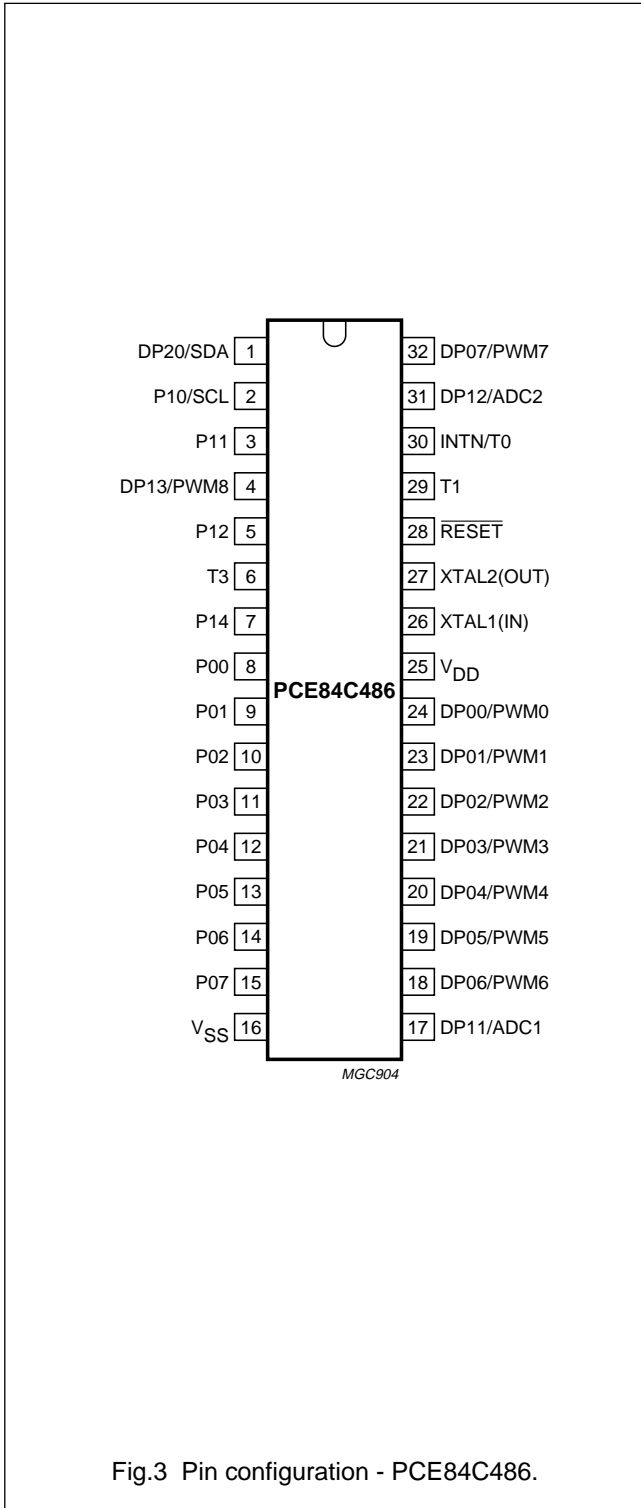 DP20/SDA 1 32 DP07/PWM7
P10/SCL 2 31 DP12/ADC2
P11 3 30 INTN/T0
DP13/PWM8 4 29 T1
P12 5 28 RESET
T3 6 27 XTAL2(OUT)
P14 7 26 XTAL1(IN)
P00 8 25 VDD
PCE84C486
P01 9 24 DP00/PWM0
P02 10 23 DP01/PWM1
P03 11 22 DP02/PWM2
P04 12 21 DP03/PWM3
P05 13 20 DP04/PWM4
P06 14 19 DP05/PWM5
P07 15 18 DP06/PWM6
VSS 16 17 DP11/ADC1
MGC904
Fig.3 Pin configuration - PCE84C486.